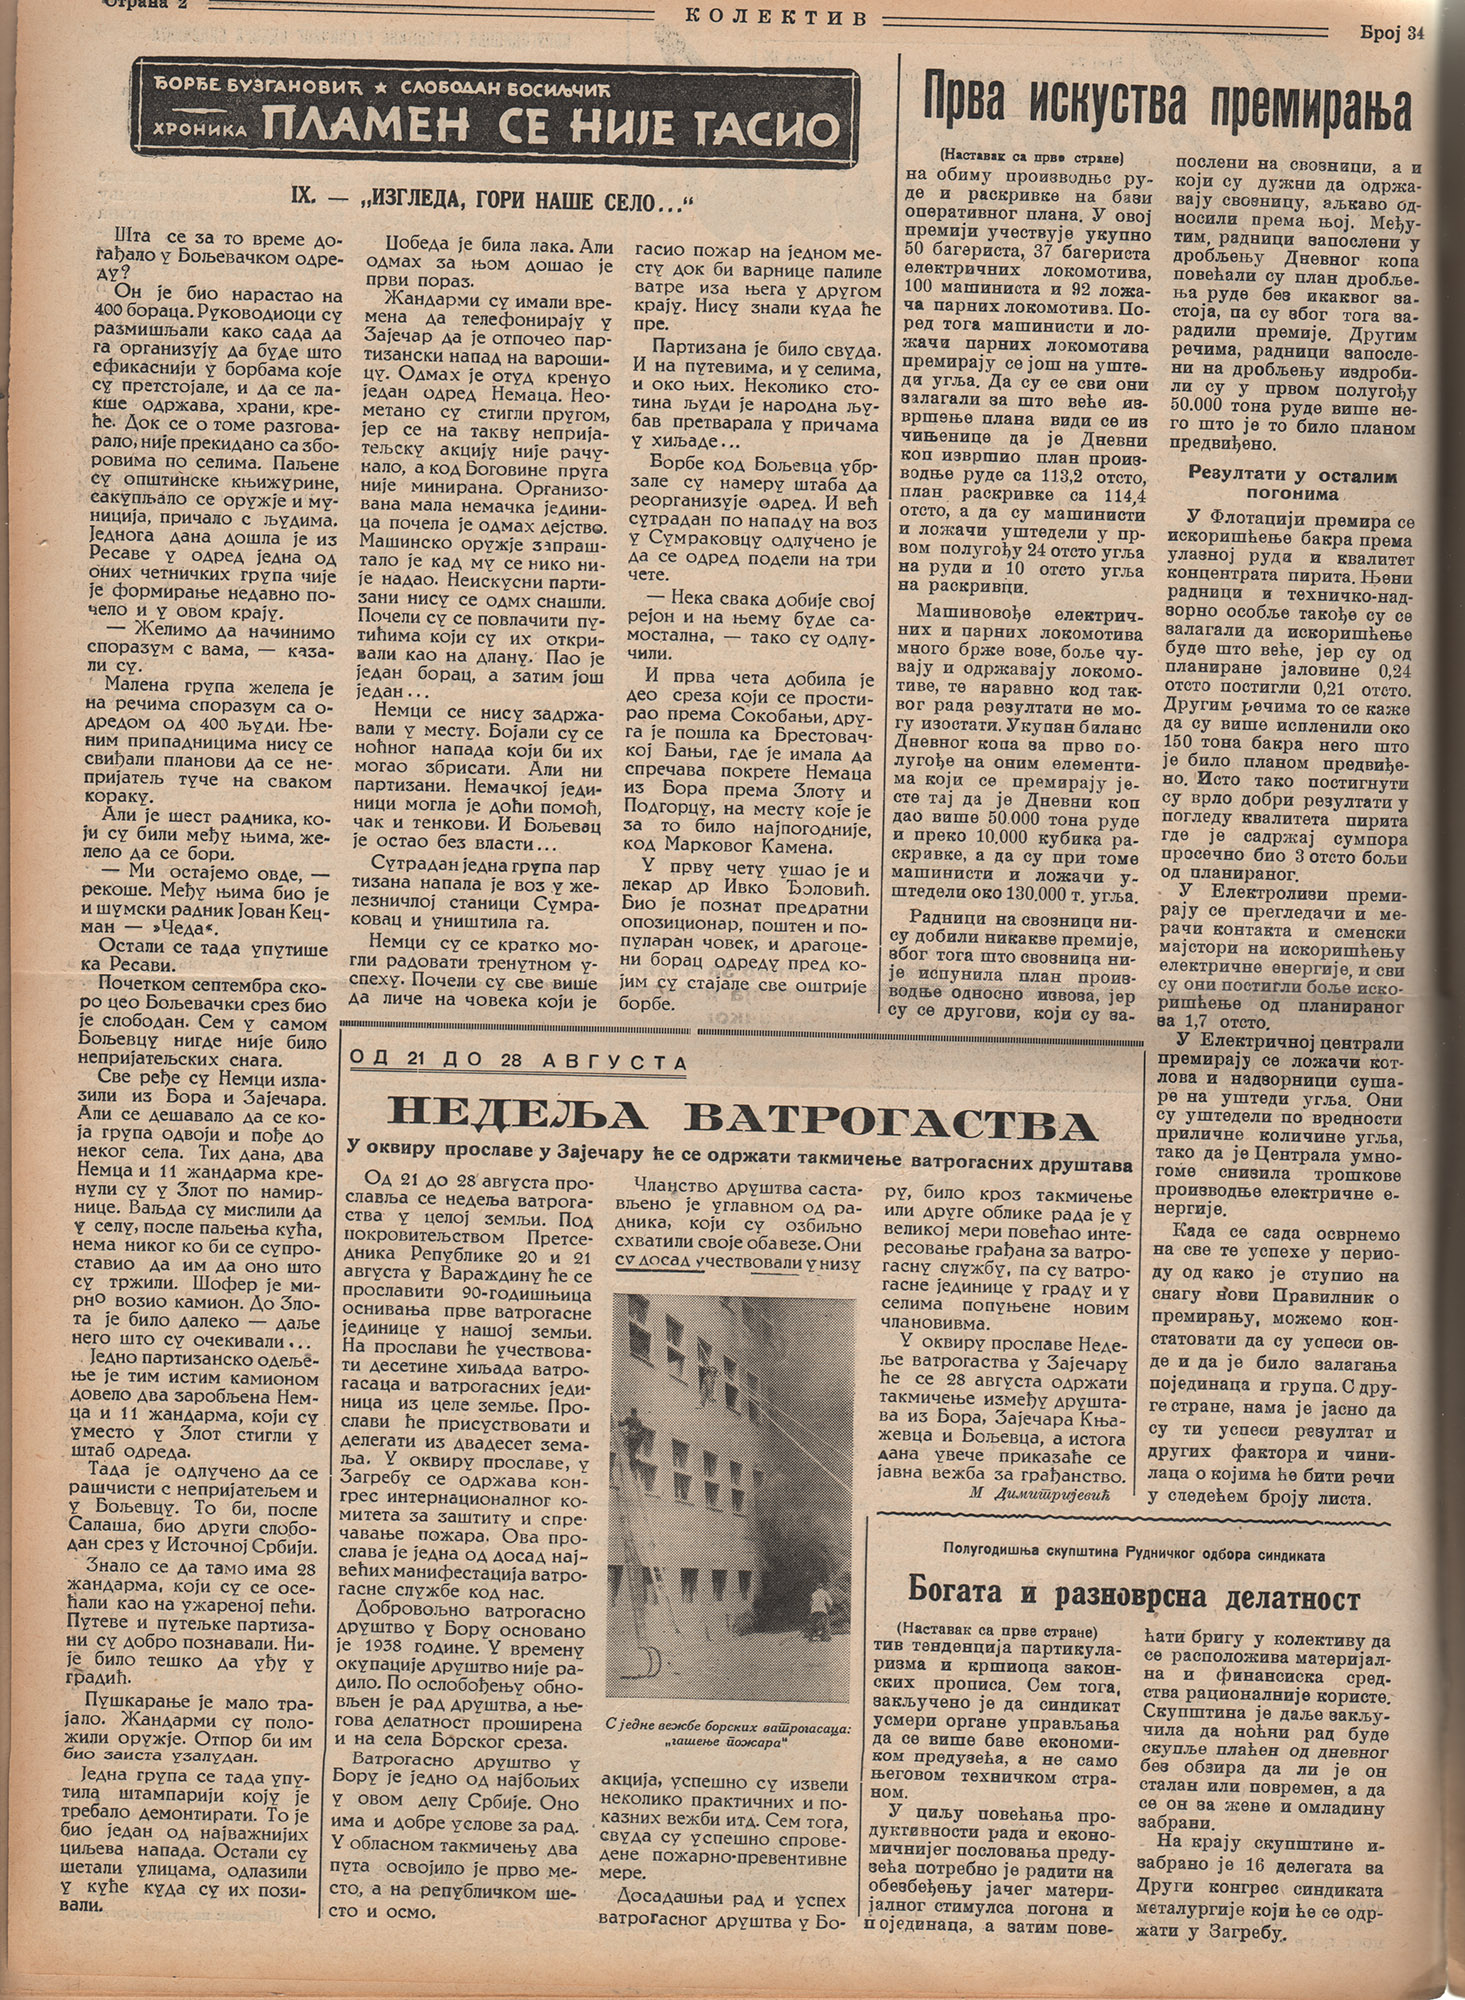 Страна 2
КОЛЕКТИВ
Број 34
ЂОРЂЕ БУЗГАНОВИЋ ★ СЛОБОДАН БОСИЉЧИЋ
ХРОНИКА ПЛАМЕН СЕ НИЈЕ ГАСИО
IX. — „ИЗГЛЕДА, ГОРИ НАШЕ СЕЛО...“
Шта се за то време до-
гађало у Бољевачком одре-
ду?
Он је био нарастао на
400 бораца. Руководиоци су
размишљали како сада да
га организују да буде што
ефикаснији у борбама које
су претстојале, и да се ла-
кше одржава, храни, кре-
ће. Док се о томе разгова-
рало, није прекидано са збо-
ровима по селима. Паљене
су општинске књижурине,
сакупљало се оружје и му-
ниција, причало с људима.
Једнога дана дошла је из
Ресаве у одред једна од
оних четничких група чије
је формирање недавно по-
чело и у овом крају.
— Желимо да начинимо
споразум с вама, — каза-
ли су.
Малена група желела је
на речима споразум са о-
дредом од 400 људи. Ње-
ним припадницима нису се
свиђали планови да се не-
пријатељ туче на сваком
кораку.
Али је шест радника, ко-
ји су били међу њима, же-
лело да се бори.
— Ми остајемо овде, —
рекоше. Међу њима био је
и шумски радник Јован Кец-
ман — »Чеда«.
Остали се тада упутише
ка Ресави.
Почетком септембра ско-
ро цео Бољевачки срез био
је слободан. Сем у самом
Бољевцу нигде није било
непријатељских снага.
Све ређе су Немци изла-
зили из Бора и Зајечара.
Али се дешавало да се ко-
ја група одвоји и пође до
неког села. Тих дана, два
Немца и 11 жандарма кре-
нули су у Злот по намир-
нице. Ваљда су мислили да
у селу, после паљења кућа,
нема никог ко би се супро-
ставио да им да оно што
су тржили. Шофер је ми-
рно возио камион. До Зло-
та је било далеко — даље
него што су очекивали...
Једно партизанско одеље-
ње је тим истим камионом
довело два заробљена Нем-
ца и 11 жандарма, који су
уместо у Злот стигли у
штаб одреда.
Тада је одлучено да се
рашчисти с непријатељем и
у Бољевцу. То би, после
Салаша, био други слобо-
дан срез у Источној Србији.
Знало се да тамо има 28
жандарма, који су се осе-
ћали као на ужареној пећи.
Путеве и путељке партиза-
ни су добро познавали. Ни-
је било тешко да уђу у
градић.
Пушкарање је мало тра-
јало. Жандарми су поло-
жили оружје. Отпор би им
био заиста узалудан.
Једна група се тада упу-
тила штампарији коју је
требало демонтирати. То је
био један од најважнијих
циљева напада. Остали су
шетали улицама, одлазили
у куће куда су их пози-
вали.
Побeда је била лака. Али
одмах за њом дошао је
први пораз.
Жандарми су имали вре-
мена да телефонирају у
Зајечар да је отпочео пар-
тизански напад на вароши-
цу. Одмах је отуд кренуо
један одред Немаца. Нео-
метано су стигли пругом,
јер се на такву неприја-
тељску акцију није рачу-
нало, а код Боговине пруга
није минирана. Организо-
вана мала немачка једини-
ца почела је одмах дејство.
Машинско оружје запраш-
тало је кад му се нико ни-
је надао. Неискусни парти-
зани нису се одмх снашли.
Почели су се повлачити пу-
тићима који су их откри-
вали као на длану. Пао је
један борац, а затим још
један...
Немци се нису задржа-
вали у месту. Бојали су се
ноћног напада који би их
могао збрисати. Али ни
партизани. Немачкој једи-
ници могла је доћи помоћ,
чак и тенкови. И Бољевац
је остао без власти...
Сутрадан једна група пар
тизана напала је воз у же-
лезничлој станици Сумра-
ковац и уништила га.
Немци су се кратко мо-
гли радовати тренутном у-
спеху. Почели су све више
да личе на човека који је
гасио пожар на једном ме-
сту док би варнице палиле
ватре иза њега у другом
крају. Нису знали куда ће
пре.
Партизана је било свуда.
И на путевима, и у селима,
и око њих. Неколико сто-
тина људи је народна љу-
бав претварала у причама
у хиљаде...
Борбе код Бољевца убр-
зале су намеру штаба да
реорганизује одред. И већ
сутрадан по нападу на воз
у Сумраковцу одлучено је
да се одред подели на три
чете.
— Нека свака добије свој
рејон и на њему буде са-
мостална, — тако су одлу-
чили.
И прва чета добила је
део среза који се прости-
рао према Сокобањи, дру-
га је пошла ка Брестовач-
кој Бањи, где је имала да
спречава покрете Немаца
из Бора према Злоту и
Подгорцу, на месту које је
за то било најпогодније,
код Марковог Камена.
У прву чету ушао је и
лекар др Ивко Ђоловић.
Био је познат предратни
опозиционар, поштен и по-
пуларан човек, и драгоце-
ни борац одреду пред ко-
јим су стајале све оштрије
борбе.
Прва искуства премирања
(Наставак са прве стране)
на обиму производње ру-
де и раскривке на бази
оперативног плана. У овој
премији учествује укупно
50 багериста, 37 багериста
електричних локомотива,
100 машиниста и 92 ложа-
ча парних локомотива. По-
ред тога машинисти и ло-
жачи парних локомотива
премирају се још на уште-
ди угља. Да су се сви они
залагали за што веће из-
вршење плана види се из
чињенице да је Дневни
коп извршио план произ-
водње руде са 113,2 отсто,
план раскривке са 114,4
отсто, а да су машинисти
и ложачи уштедели у пр-
вом полугођу 24 отсто угља
на руди и 10 отсто угља
на раскривци.
Машиновође електрич-
них и парних локомотива
много брже возе, боље чу-
вају и одржавају локомо-
тиве, те наравно код так-
вог рада резултати не мо-
гу изостати. Укупан биланс
Дневног копа за прво по-
лугође на оним елементи-
ма који се премирају је-
сте тај да је Дневни коп
дао више 50.000 тона руде
и преко 10,000 кубика ра-
скривке, а да су при томе
машинисти и ложачи у-
штедели око 130.000 т. угља.
Радници на свозници ни-
су добили никакве премије,
због тога што свозница ни-
је испунила план произ-
водње односно извоза, јер
су се другови, који су за-
послени на свозници, а и
који су дужни да одржа-
вају свозницу, аљкаво од-
носили према њој. Међу-
тим, радници запослени у
дробљењу Дневног копа
повећали су план дробље-
ња руде без икаквог за-
стоја, па су због тога за-
радили премије. Другим
речима, радници запосле-
ни на дробљењу издроби-
ли су у првом полугођу
50.000 тона руде више не-
го што је то било планом
предвиђено.
Резултати у осталим
погонима
У Флотацији премира се
искоришћење бакра према
улазној руди и квалитет
концентрата пирита. Њени
радници и техничко-над-
зорно особље такође су се
залагали да искоришћење
буде што веће, јер су од
планиране јаловине 0,24
отсто постигли 0,21 отсто.
Другим речима то се каже
да су више испленили око
150 тона бакра него што
је било планом предвиђе-
но. Исто тако постигнути
су врло добри резултати у
погледу квалитета пирита
где је садржај сумпора
просечно био 3 отсто бољи
од планираног.
У Електролизи преми-
рају се прегледачи и ме-
рачи контакта и сменски
мајстори на искоришћењу
електричне енергије, и сви
су они постигли боље иско-
ришћење од планираног
за 1,7 отсто.
У Електричној централи
премирају се ложачи кот-
лова и надзорници суша-
ре на уштеди угља. Они
су уштедели по вредности
приличне количине угља,
тако да је Централа умно-
гоме снизила трошкове
производње електричне е-
нергије.
Када се сада осврнемо
на све те успехе у перио-
ду од како је ступио на
снагу нови Правилник о
премирању, можемо кон-
статовати да су успеси ов-
де и да је било залагања
појединаца и група. С дру-
ге стране, нама је јасно да
су ти успеси резултат и
других фактора и чини-
лаца о којима ће бити речи
у следећем броју листа.
ОД 21 ДО 28 АВГУСТА
НЕДЕЉА ВАТРОГАСТВА
У оквиру прославе у Зајечару ће се одржати такмичење ватрогасних друштава
Од 21 до 28 августа про-
славља се недеља ватрога-
ства у целој земљи. Под
покровитељством Претсе-
дника Републике 20 и 21
августа у Вараждину ће се
прославити 90-годишњица
оснивања прве ватрогасне
јединице у нашој земљи.
На прослави ће учествова-
ти десетине хиљада ватро-
гасаца и ватрогасних једи-
ница из целе земље. Про-
слави ће присуствовати и
делегати из двадесет зема-
ља. У оквиру прославе, у
Загребу се одржава кон-
грес интернационалног ко-
митета за заштиту и спре-
чавање пожара. Ова про-
слава је једна од досад нај-
већих манифестација ватро-
гасне службе код нас.
Добровољно ватрогасно
друштво у Бору основано
је 1938 године. У времену
окупације друштво није ра-
дило. По ослобођењу обно-
вљен је рад друштва, а ње-
гова делатност проширена
и на села Борског среза.
Ватрогасно друштво у
Бору је једно од најбољих
у овом делу Србије. Оно
има и добре услове за рад.
У обласном такмичењу два
пута освојило је прво ме-
сто, а на републичком ше-
сто и осмо.
Чланство друштва саста-
вљено је углавном од ра-
дника, који су озбиљно
схватили своје обавезе. Они
су досад учествовали у низу
С једне вежбе борских ватрогасаца:
„гашење пожара“
акција, успешно су извели
неколико практичних и по-
казних вежби итд. Сем тога,
свуда су успешно спрове-
дене пожарно-превентивне
мере.
Досадашњи рад и успех
ватрогасног друштва у Бо-
ру, било кроз такмичење
или друге облике рада је у
великој мери повећао инте-
ресовање грађана за ватро-
гасну службу, па су ватро-
гасне јединице у граду и у
селима попуњене новим
члановивма.
У оквиру прославе Неде-
ље ватрогаства у Зајечару
ће се 28 августа одржати
такмичење између друшта-
ва из Бора, Зајечара Књa-
жевца и Бољевца, а истога
дана увече приказаће се
јавна вежба за грађанство.
М Димитријевић
Полугодишња скупштина Рудничког одбора синдиката
Богата и разноврсна делатност
(Наставак са прве стране)
тив тенденција партикула-
ризма и кршиоца закон-
ских прописа. Сем тога,
закључено је да синдикат
усмери органе управљања
да се више баве економи-
ком предузећа, а не само
његовом техничком стра-
ном.
У циљу повећања про-
дуктивности рада и еконо-
мичнијег пословања преду-
зећа потребно је радити на
обезбеђењу јачег матери-
јалног стимулса погона и
појединаца, а затим пове-
ћати бригу у колективу да
се расположива материјал-
на и финансиска сред-
ства рационалније користе.
Скупштина је даље закљу-
чила да ноћни рад буде
скупље плаћен од дневног
без обзира да ли је он
сталан или повремен, а да
се он за жене и омладину
забрани.
На крају скупштине и-
забрано је 16 делегата за
Други конгрес синдиката
металургије који ће се одр-
жати у Загребу.